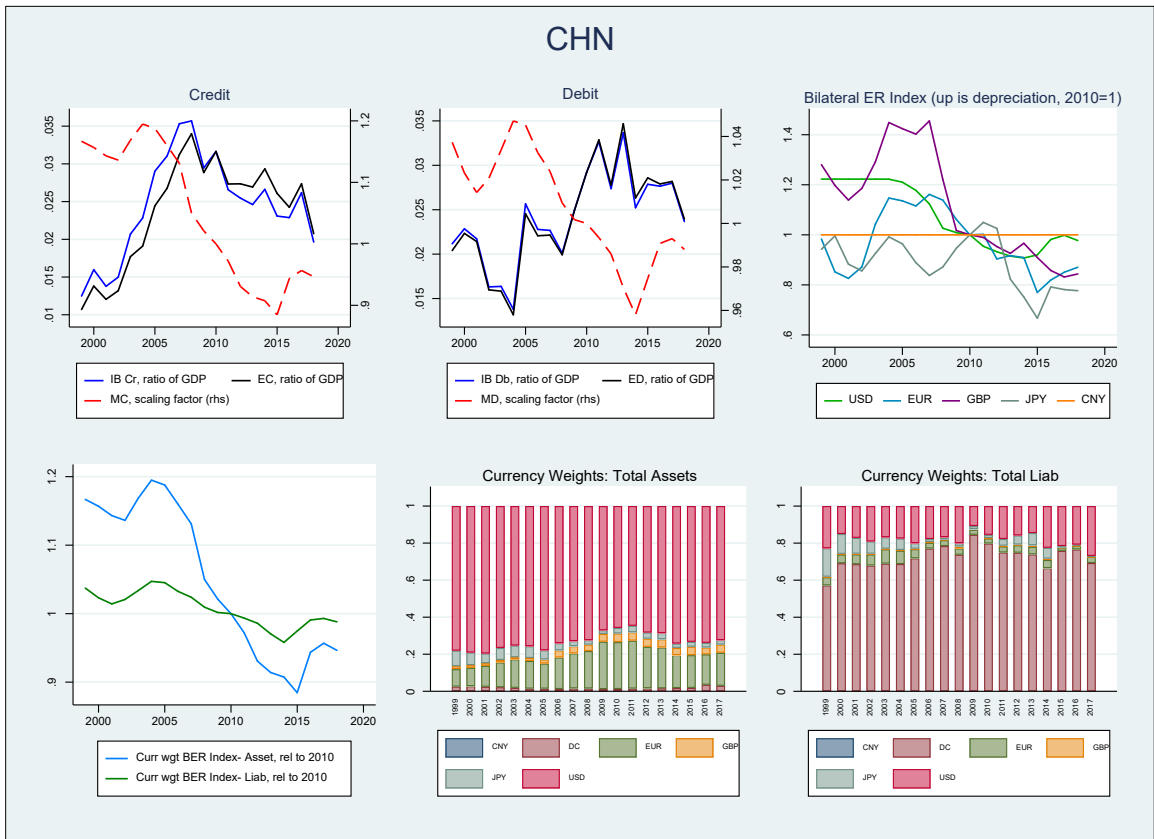 CHN
Credit
.035
.03
.025
.02
.015
.01
1.2
1.1
1
.9
2000 2005 2010 2015 2020
IB Cr, ratio of GDP EC, ratio of GDP
MC, scaling factor (rhs)
Debit
.035
.03
.025
.02
.015
1.04
1.02
1
.98
.96
2000 2005 2010 2015 2020
IB Db, ratio of GDP ED, ratio of GDP
MD, scaling factor (rhs)
Bilateral ER Index (up is depreciation, 2010=1)
1.4
1.2
1
.8
.6
2000 2005 2010 2015 2020
USD EUR GBP JPY CNY
1.2
1.1
1
.9
2000 2005 2010 2015 2020
Curr wgt BER Index- Asset, rel to 2010
Curr wgt BER Index- Liab, rel to 2010
Currency Weights: Total Assets
1
.8
.6
.4
.2
0
1999 2000 2001 2002 2003 2004 2005 2006 2007 2008 2009 2010 2011 2012 2013 2014 2015 2016 2017
CNY DC EUR GBP
JPY USD
Currency Weights: Total Liab
1
.8
.6
.4
.2
0
1999 2000 2001 2002 2003 2004 2005 2006 2007 2008 2009 2010 2011 2012 2013 2014 2015 2016 2017
CNY DC EUR GBP
JPY USD